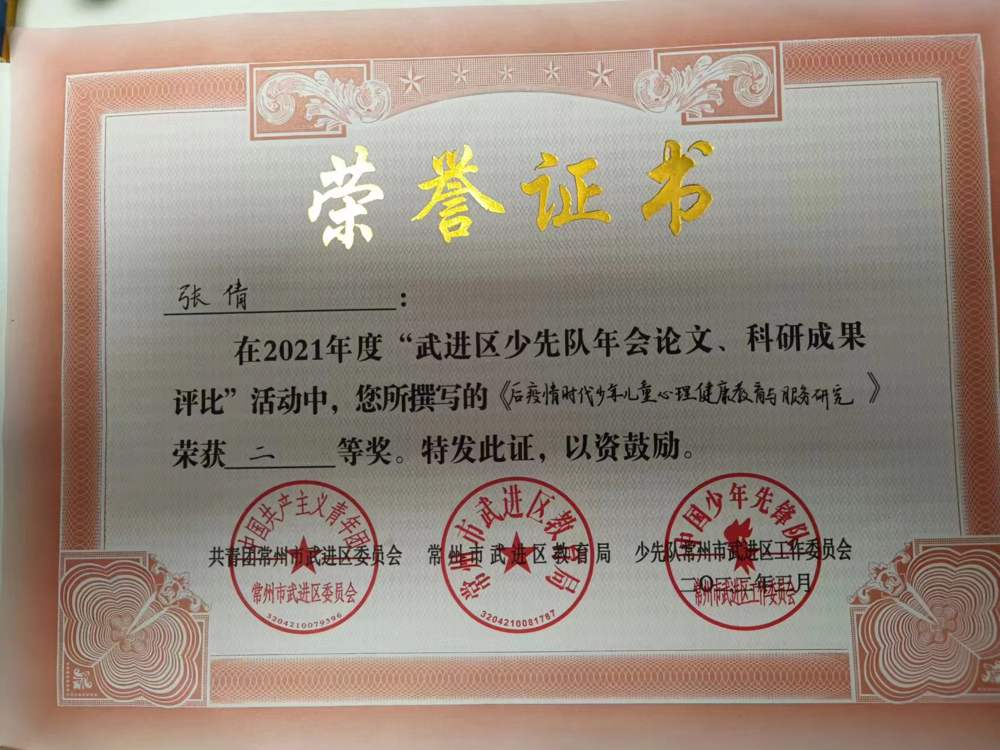 荣誉证书
张倩：
在2021年度“武进区少先队年会论文、科研成果
评比”活动中，您所撰写的《后疫情时代少年儿童心理健康教育与服务研究》
荣获二等奖。特发此证，以资鼓励。
共青团常州市武进区委员会 常州市武进区教育局 少先队常州市武进区工作委员会
中国共产主义青年团
常州市武进区委员会
3204210079396
常州市武进区教育局
3204210081787
中国少年先锋队
常州市武进区工作委员会